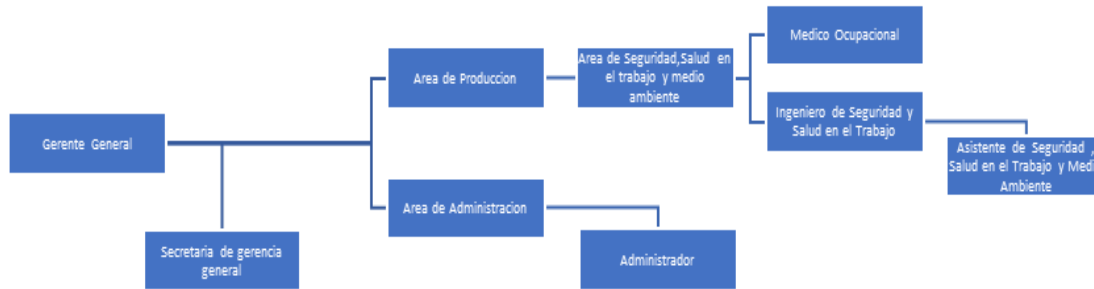 Gerente General
Secretaria de gerencia
general
Area de Produccion
Area de Administracion
Area de Seguridad,Salud en
el trabajo y medio
ambiente
Administrador
Medico Ocupacional
Ingeniero de Seguridad y
Salud en el Trabajo
Asistente de Seguridad ,
Salud en el Trabajo y Medi
Ambiente